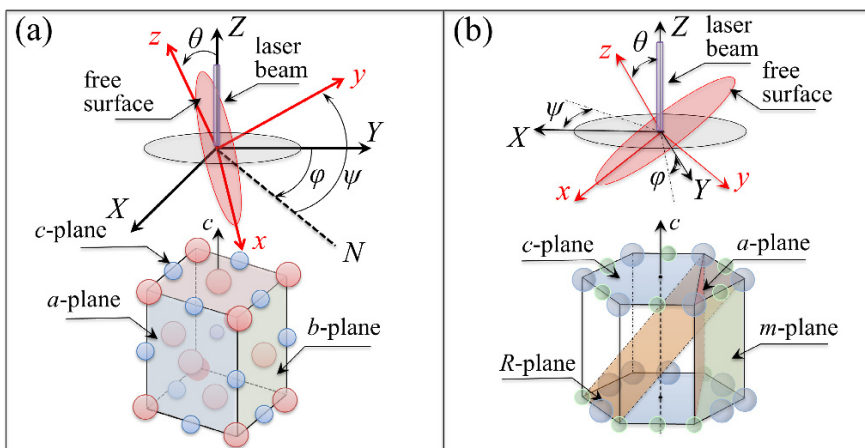 (a)
z
θ
Z
laser
beam
free
surface
y
Y
φ
ψ
X
x
N
c
c-plane
a-plane
b-plane
(b)
Z
θ
z
laser
beam
free
surface
ψ
X
x
φ
Y
y
c
c-plane
a-plane
R-plane
m-plane